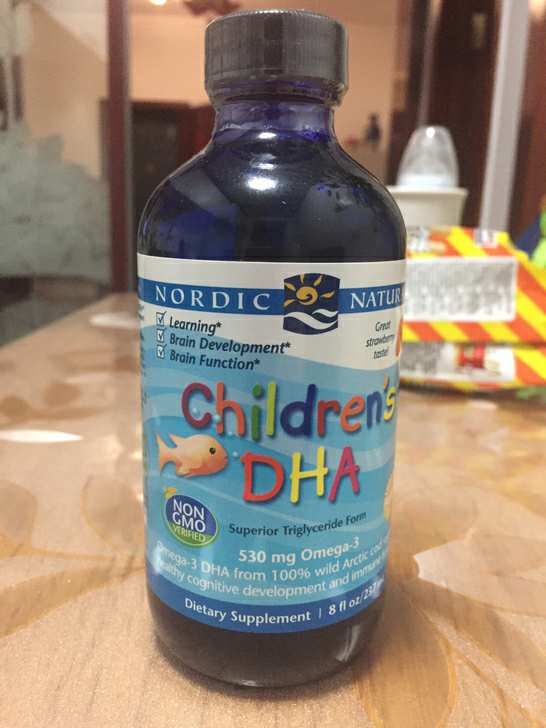 NORDIC NATUR
Learning*
Brain Development*
Brain Function*
Great
strawberry
taste!
Children's
DHA
NON
GMO
VERIFIED
Superior Triglyceride Form
530 mg Omega-3
Omega-3 DHA from 100% wild Arctic cod
healthy cognitive development and immune
Dietary Supplement | 8 fl oz/237